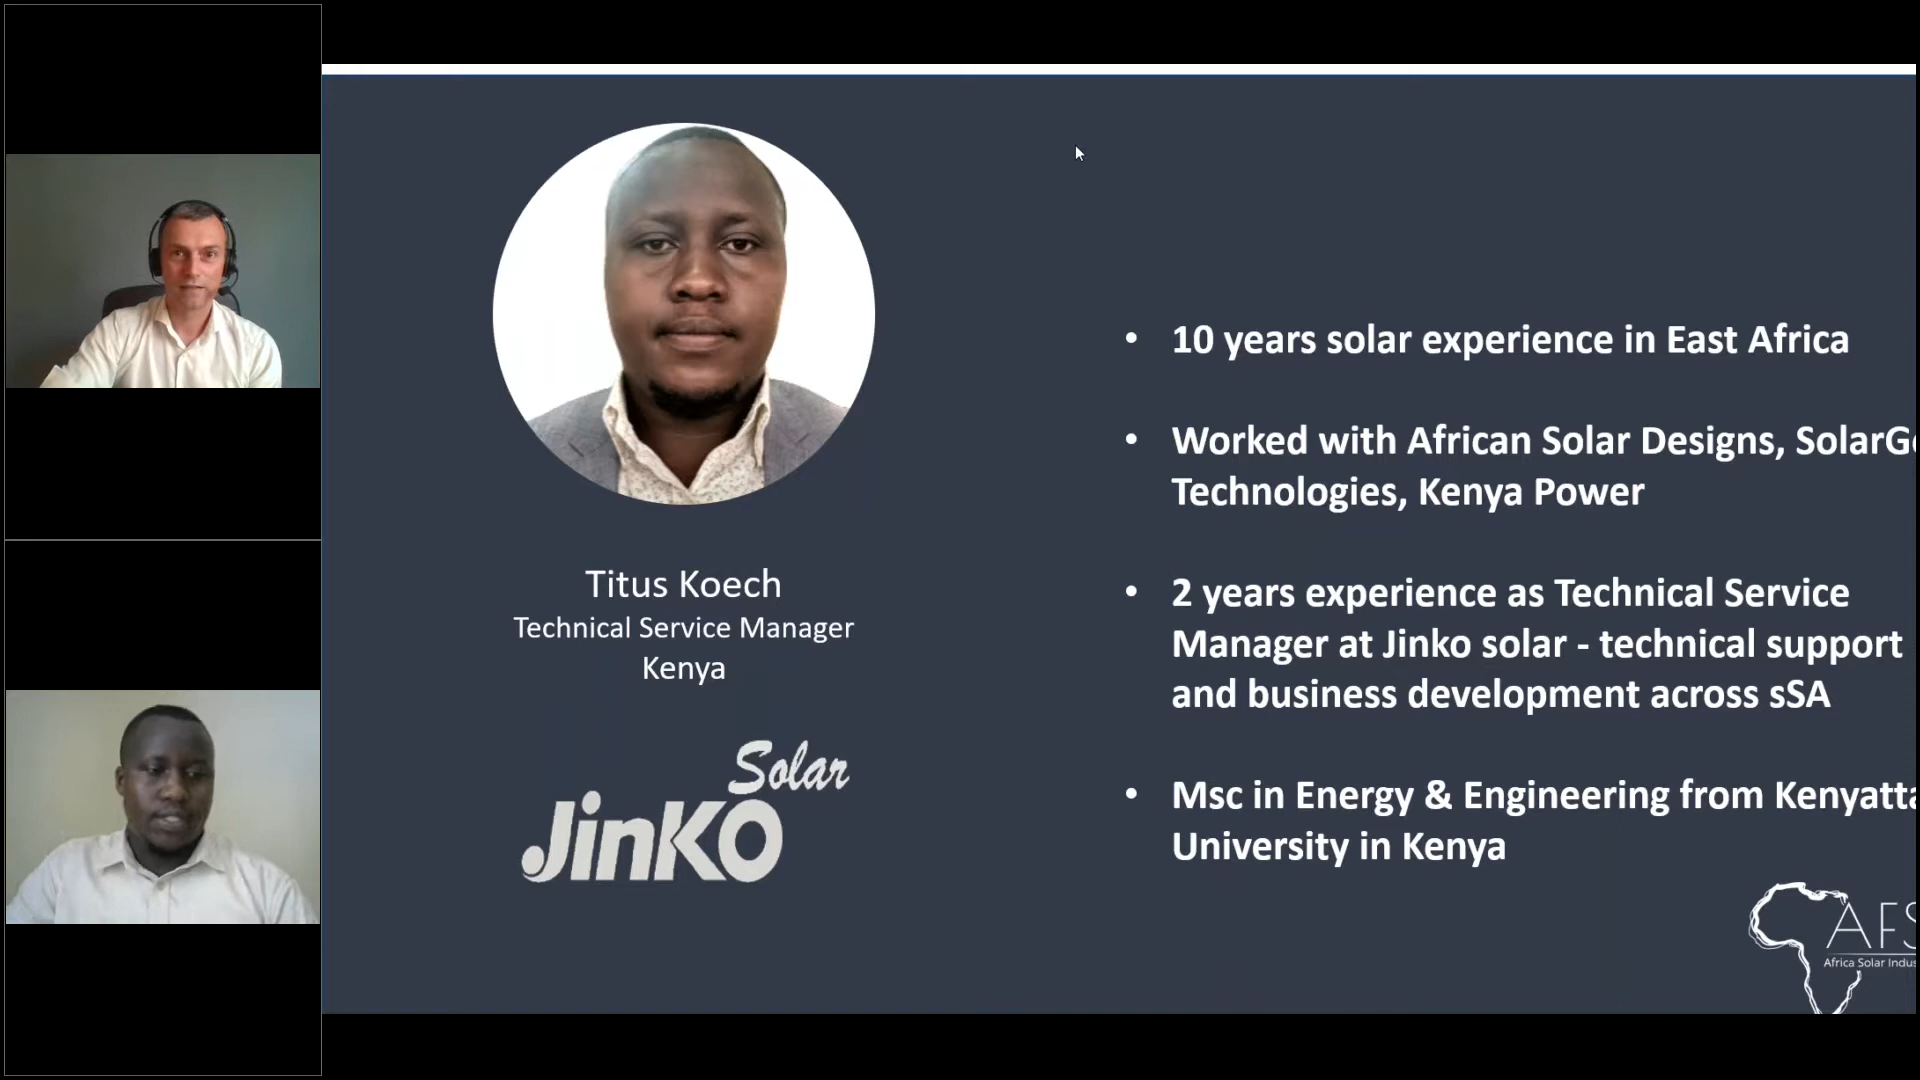 Titus Koech
Technical Service Manager
Kenya
Solar
JinKO
• 10 years solar experience in East Africa
• Worked with African Solar Designs,
Technologies, Kenya Power
• 2 years experience as Technical Service
Manager at Jinko solar - technical support
and business development across sSA
• Msc in Energy & Engineering from
University in Kenya
Africa Solar